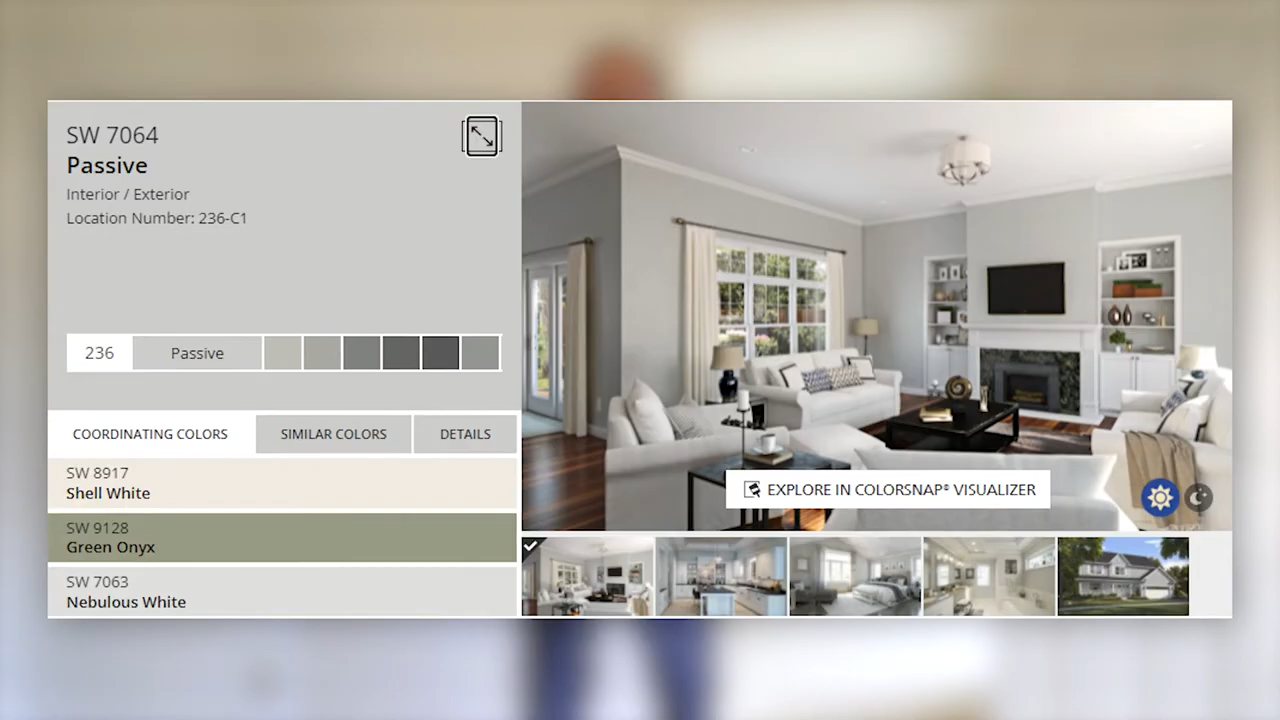 SW 7064
Passive
Interior / Exterior
Location Number: 236-C1
236
Passive
COORDINATING COLORS
SIMILAR COLORS
DETAILS
SW 8917
Shell White
SW 9128
Green Onyx
SW 7063
Nebulous White
EXPLORE IN COLORSNAP® VISUALIZER